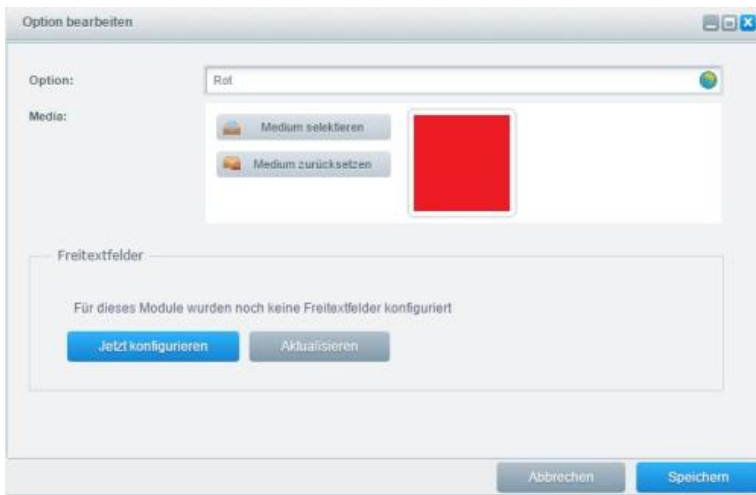 Option bearbeiten
Option:
Rot
Media:
Medium selektieren
Medium zurücksetzen
Freitextfelder
Für dieses Module wurden noch keine Freitextfelder konfiguriert
Jetzt konfigurieren
Aktualisieren
Abbrechen
Speichern